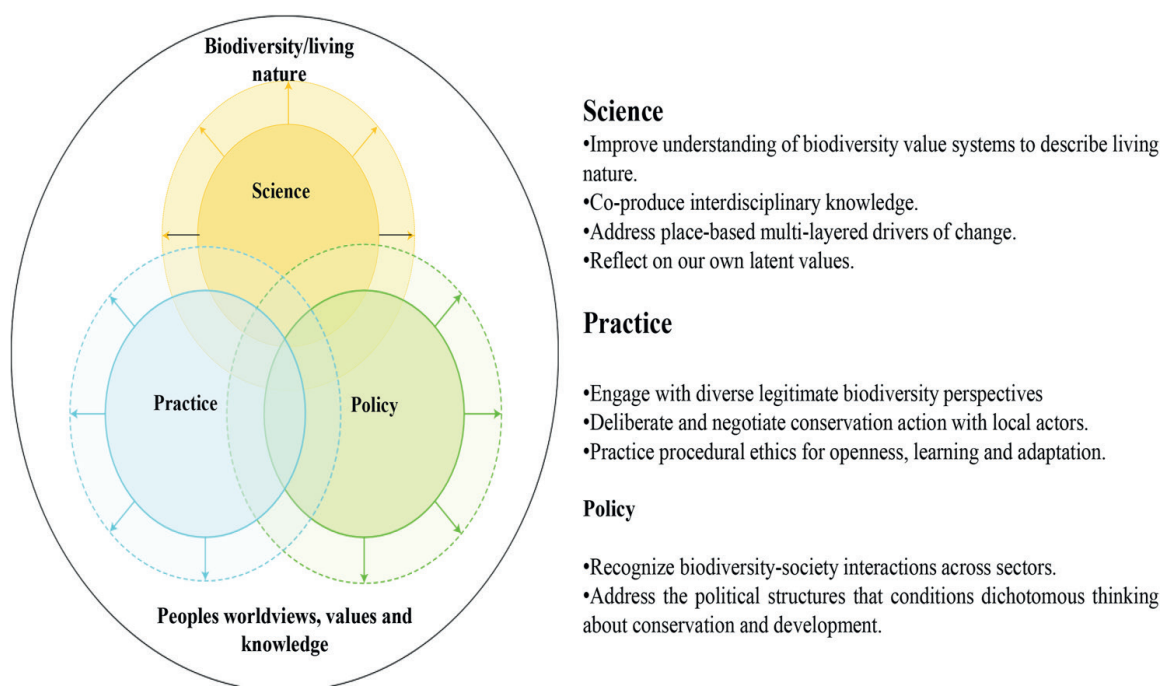 Biodiversity/living
nature
Science
Practice
Policy
Peoples worldviews, values and
knowledge
Science
•Improve understanding of biodiversity value systems to describe living
nature.
•Co-produce interdisciplinary knowledge.
•Address place-based multi-layered drivers of change.
•Reflect on our own latent values.
Practice
•Engage with diverse legitimate biodiversity perspectives
•Deliberate and negotiate conservation action with local actors.
•Practice procedural ethics for openness, learning and adaptation.
Policy
•Recognize biodiversity-society interactions across sectors.
•Address the political structures that conditions dichotomous thinking
about conservation and development.